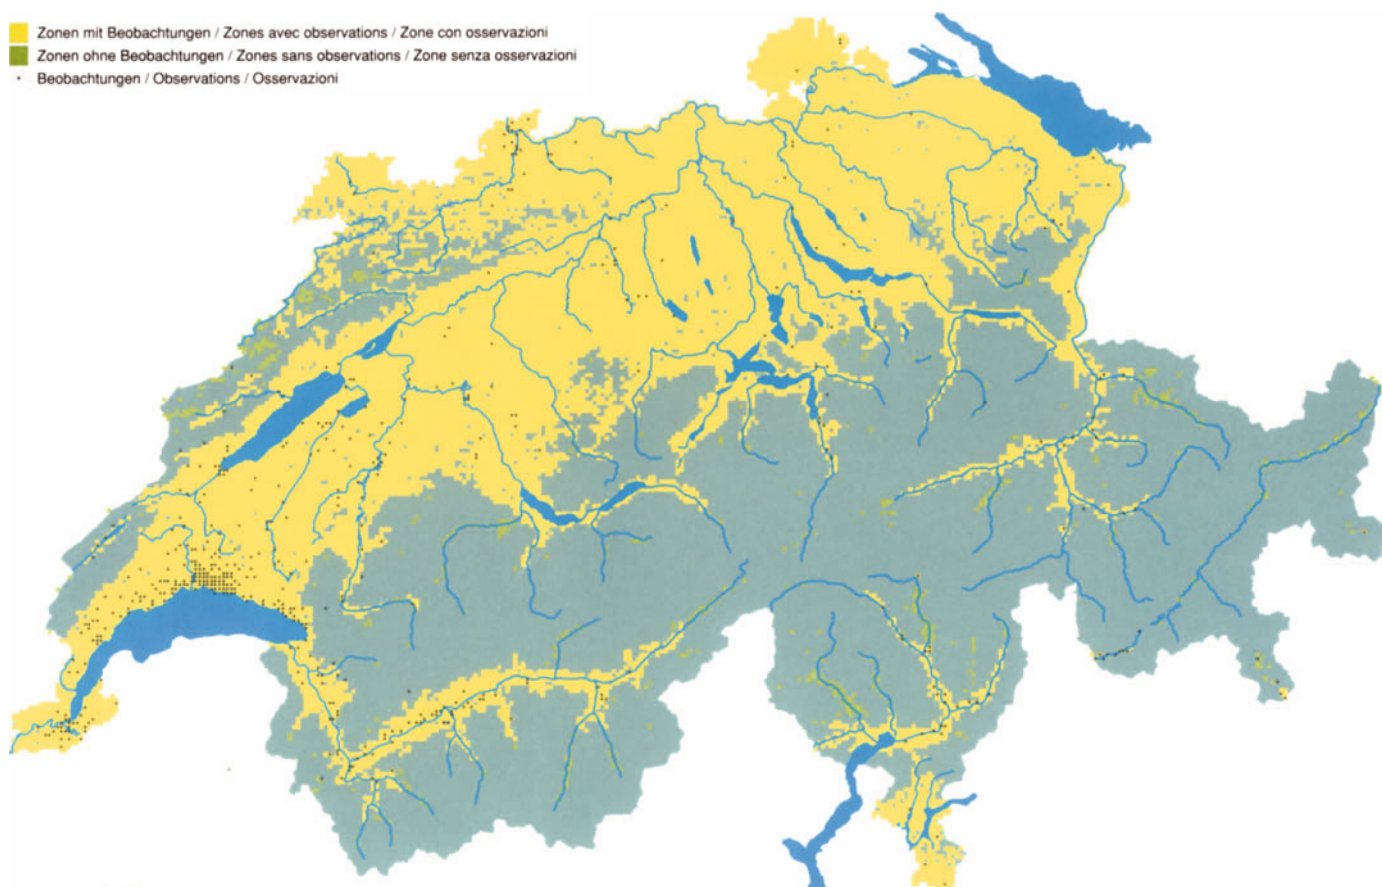 Zonen mit Beobachtungen / Zones avec observations / Zone con osservazioni
Zonen ohne Beobachtungen / Zones sans observations / Zone senza osservazioni
Beobachtungen / Observations / Osservazioni